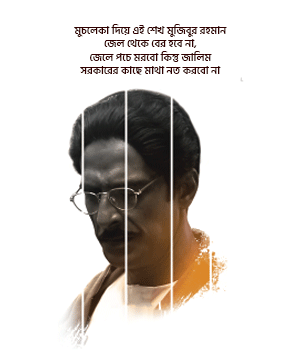 মুচলেকা দিয়ে এই শেখ মুজিবুর রহমান
জেল থেকে বের হবে না,
জেলে পচে মরবো কিন্তু জালিম
সরকারের কাছে মাথা নত করবো না